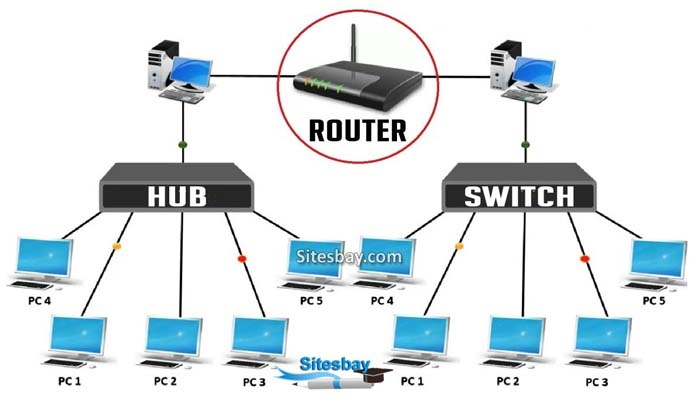 ROUTER
HUB
SWITCH
Sitesbay.com
PC 4
PC 5
PC 4
PC 5
Sitesbay
PC 1
PC 2
PC 3
PC 1
PC 2
PC 3